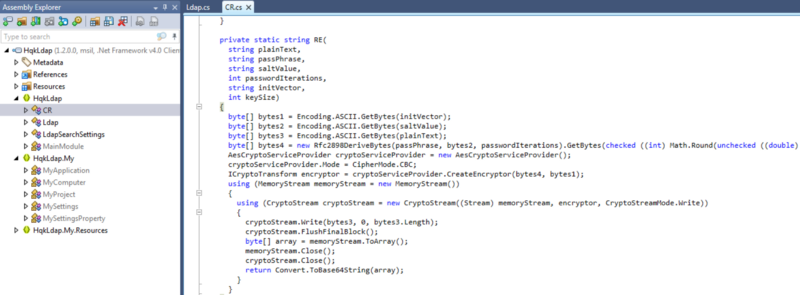 Assembly Explorer
Type to search
HqkLdap (1.2.0.0, msil, .Net Framework v4.0 Client
Metadata
References
Resources
HqkLdap
CR
Ldap
LdapSearchSettings
MainModule
HqkLdap.My
MyApplication
MyComputer
MyProject
MySettings
MySettingsProperty
HqkLdap.My.Resources
Ldap.cs
CR.cs
}
private static string RE(
string plainText,
string passPhrase,
string saltValue,
int passwordIterations,
string initVector,
int keySize)
{
byte[] bytes1 = Encoding.ASCII.GetBytes(initVector);
byte[] bytes2 = Encoding.ASCII.GetBytes(saltValue);
byte[] bytes3 = Encoding.ASCII.GetBytes(plainText);
byte[] bytes4 = new Rfc2898DeriveBytes(passPhrase, bytes2, passwordIterations).GetBytes(checked ((int) Math.Round(unchecked ((double)
AesCryptoServiceProvider cryptoServiceProvider = new AesCryptoServiceProvider();
cryptoServiceProvider.Mode = CipherMode.CBC;
ICryptoTransform encryptor = cryptoServiceProvider.CreateEncryptor(bytes4, bytes1);
using (MemoryStream memoryStream = new MemoryStream())
{
using (CryptoStream cryptoStream = new CryptoStream((Stream) memoryStream, encryptor, CryptoStreamMode.Write))
{
cryptoStream.Write(bytes3, 0, bytes3.Length);
cryptoStream.FlushFinalBlock();
byte[] array = memoryStream.ToArray();
memoryStream.Close();
cryptoStream.Close();
return Convert.ToBase64String(array);
}
}